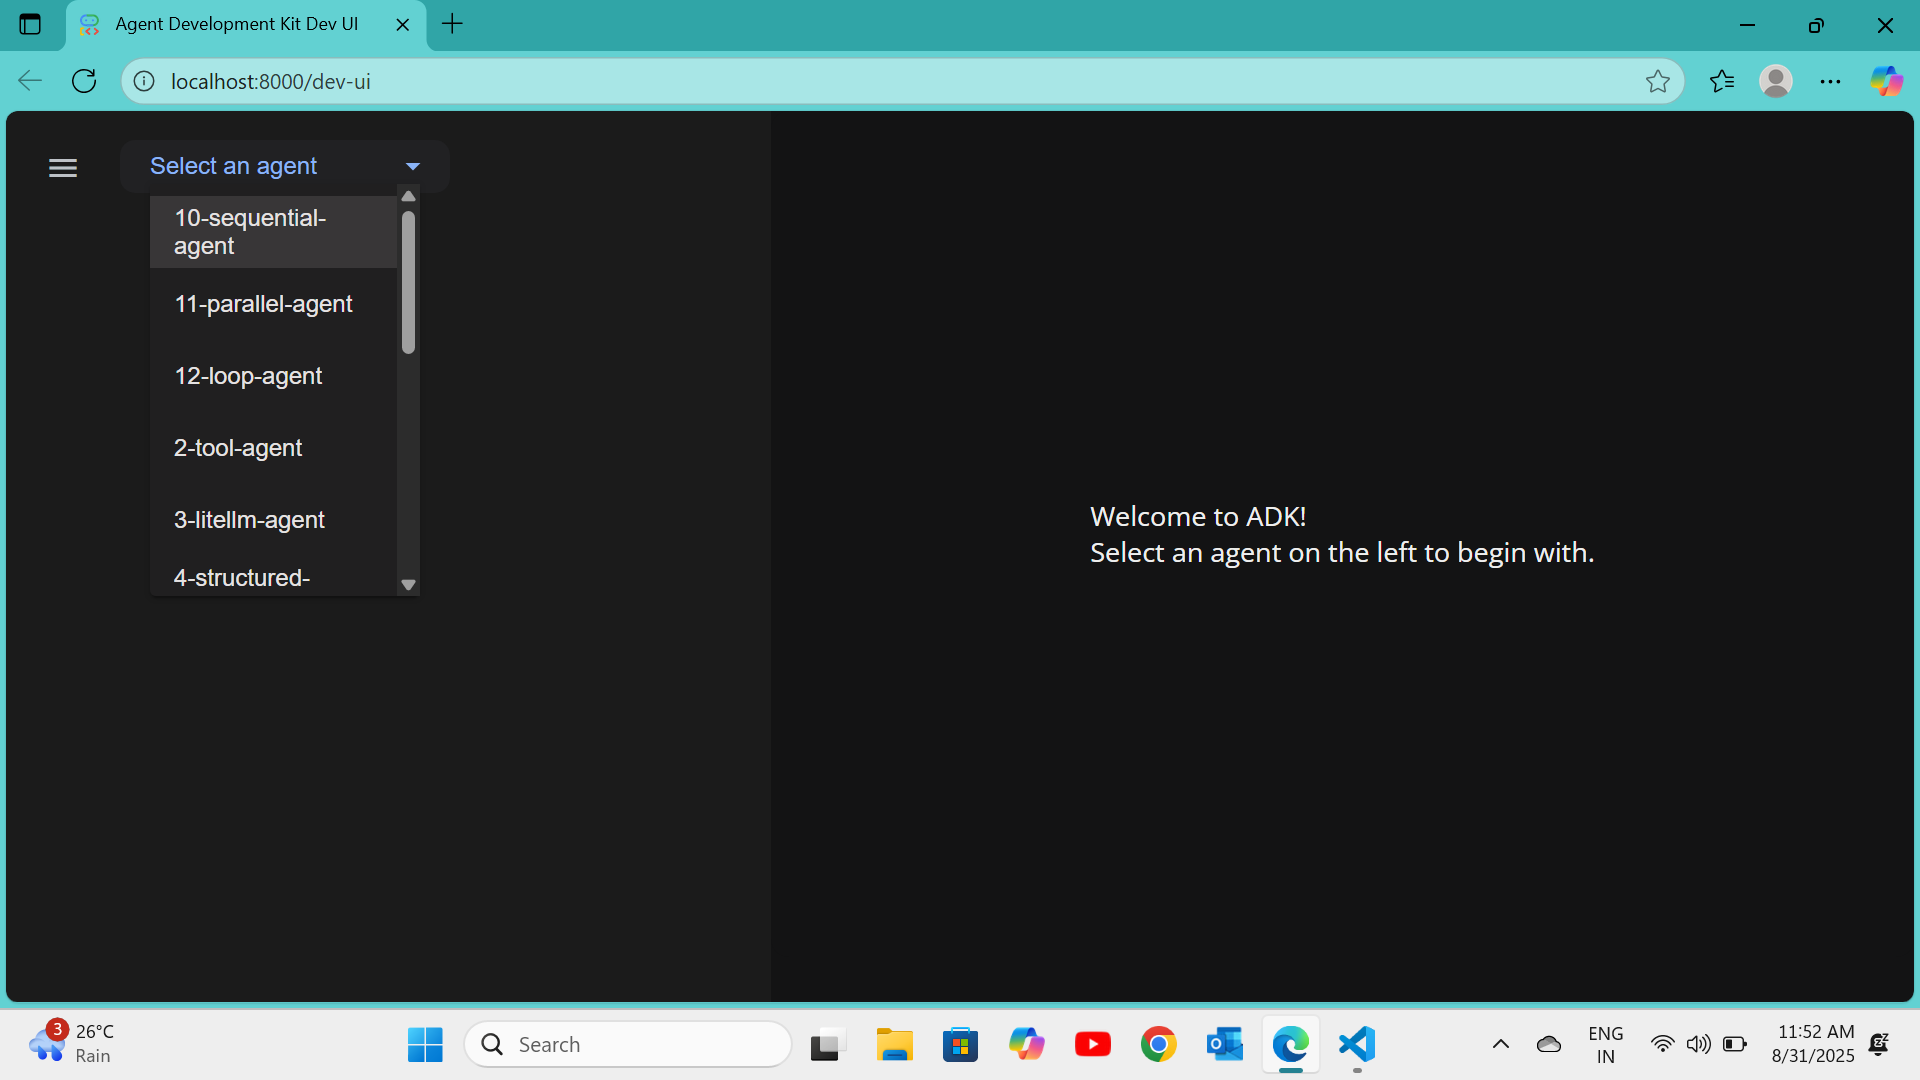 Agent Development Kit Dev UI
localhost:8000/dev-ui
Select an agent
10-sequential-
agent
11-parallel-agent
12-loop-agent
2-tool-agent
3-litellm-agent
4-structured-
Welcome to ADK!
Select an agent on the left to begin with.
3
26°C
Rain
Search
ENG
IN
11:52 AM
8/31/2025